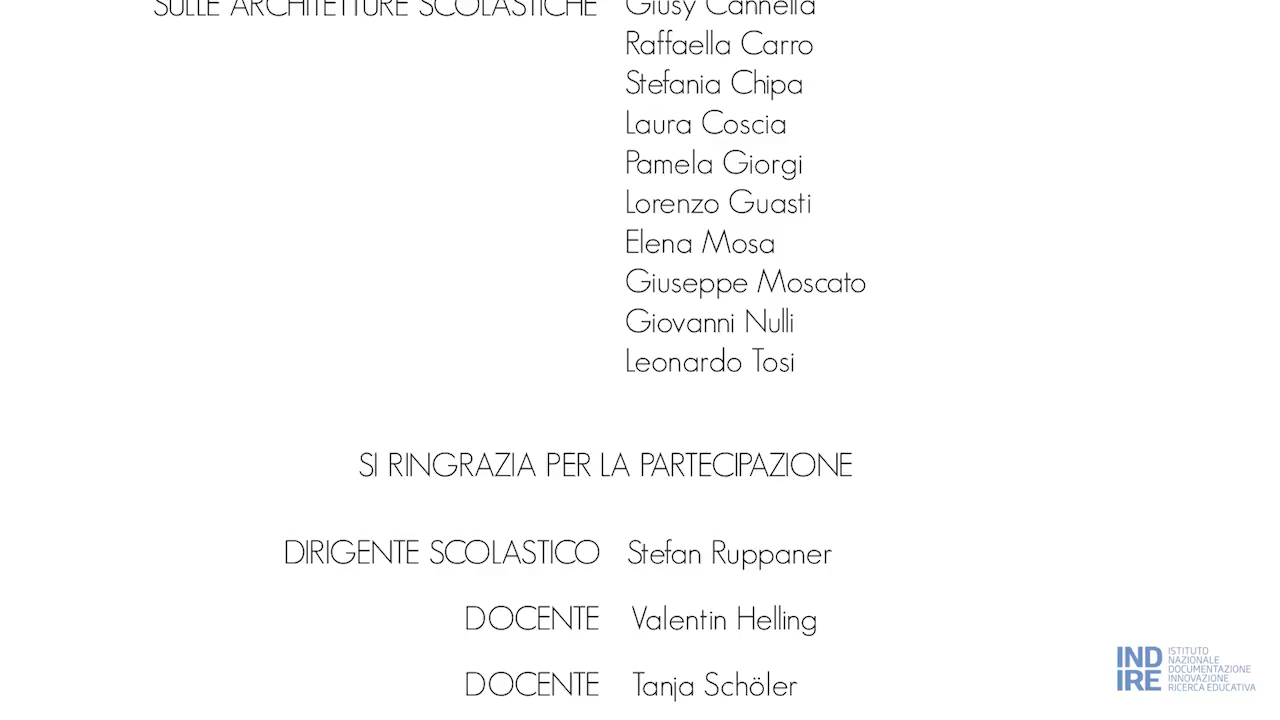 SULLE ARCHITETTURE SCOLASTICHE Giusy Cannella
Raffaella Carro
Stefania Chipa
Laura Coscia
Pamela Giorgi
Lorenzo Guasti
Elena Mosa
Giuseppe Moscato
Giovanni Nulli
Leonardo Tosi
SI RINGRAZIA PER LA PARTECIPAZIONE
DIRIGENTE SCOLASTICO Stefan Ruppaner
DOCENTE Valentin Helling
DOCENTE Tanja Schöler
INDIRE
ISTITUTO
NAZIONALE
DOCUMENTAZIONE
INNOVAZIONE
RICERCA EDUCATIVA